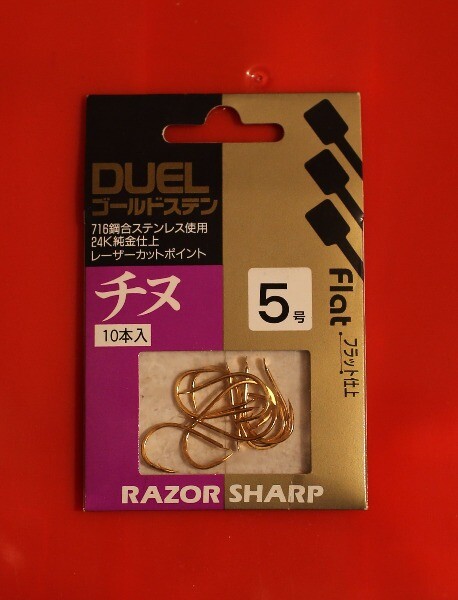 DUEL
ゴールドステン
716鋼合ステンレス使用
24K純金仕上
レーザーカットポイント
チヌ
10本入
5号
Flat
フラット仕上
RAZOR SHARP